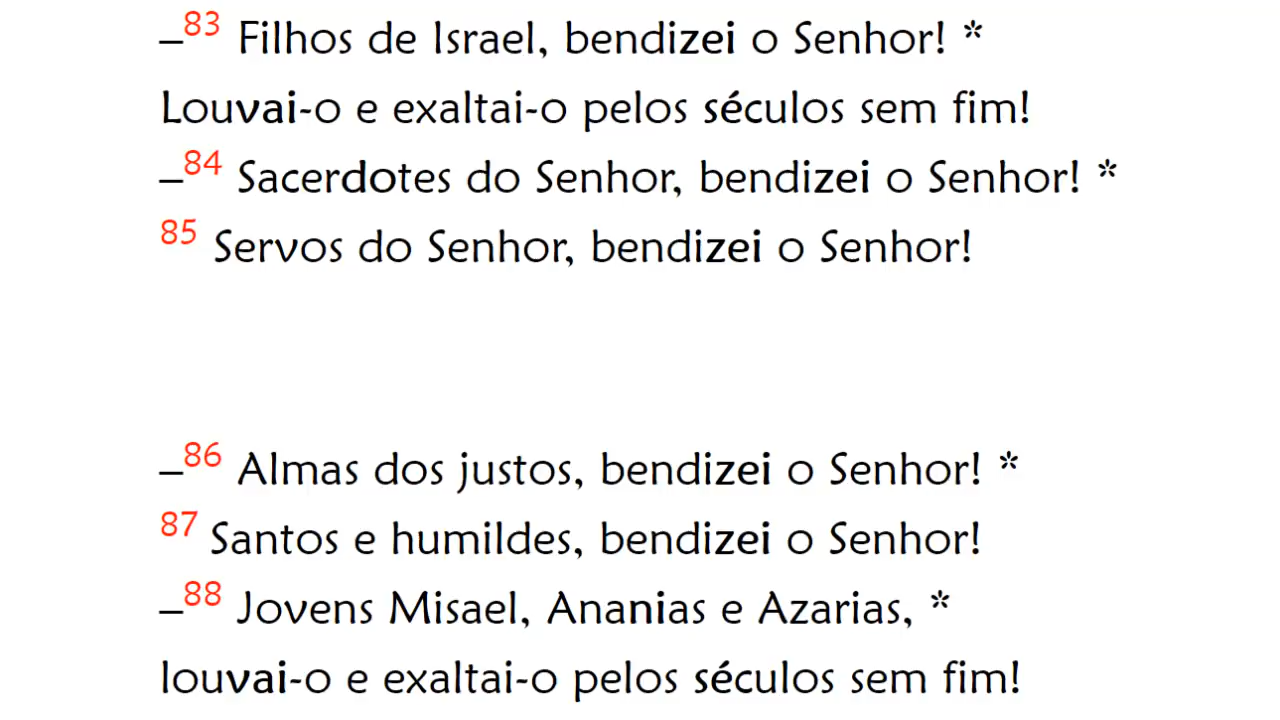 –83 Filhos de Israel, bendizei o Senhor! *
Louvai-o e exaltai-o pelos séculos sem fim!
–84 Sacerdotes do Senhor, bendizei o Senhor! *
85 Servos do Senhor, bendizei o Senhor!
–86 Almas dos justos, bendizei o Senhor! *
87 Santos e humildes, bendizei o Senhor!
–88 Jovens Misael, Ananias e Azarias, *
louvai-o e exaltai-o pelos séculos sem fim!